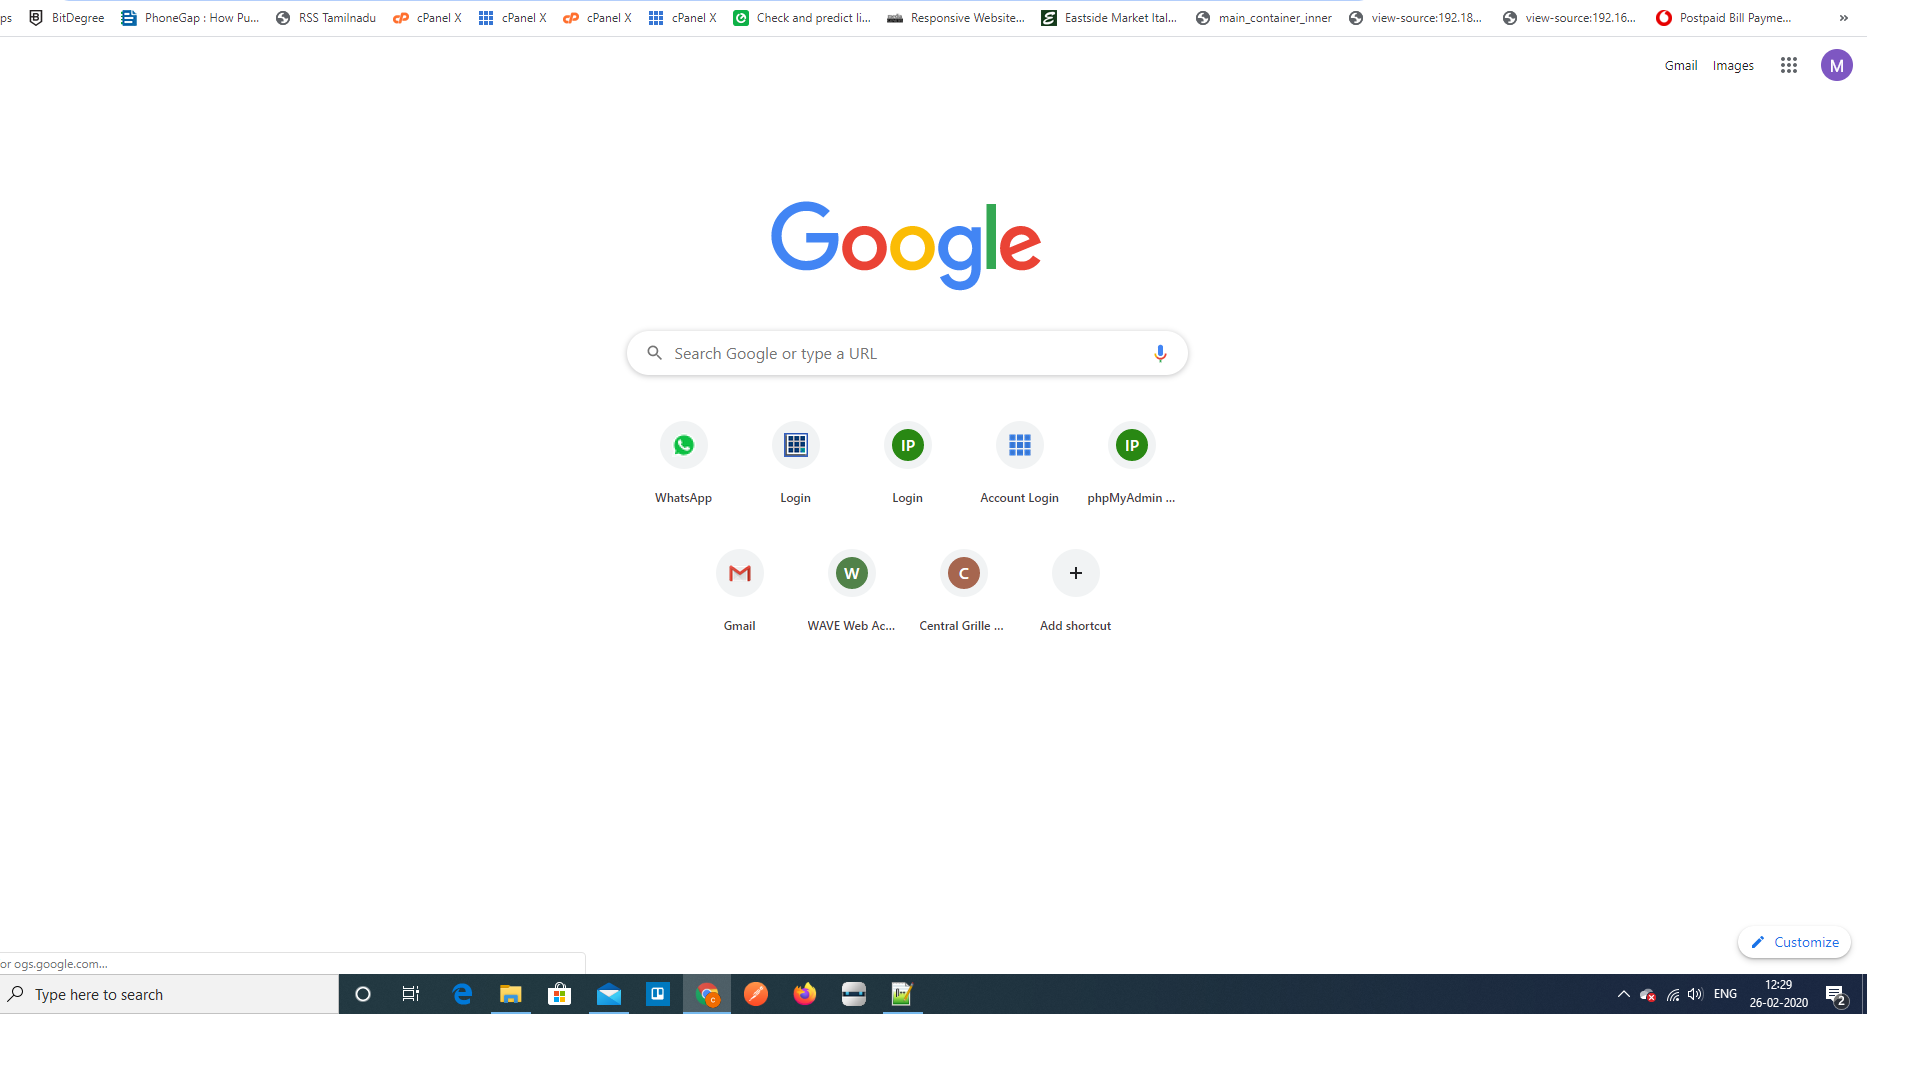 ps BitDegree PhoneGap : How Pu... RSS Tamilnadu cPanel X cPanel X cPanel X cPanel X Check and predict li... Responsive Website... Eastside Market Ital... main_container_inner view-source:192.18... view-source:192.16... Postpaid Bill Payme... »
Gmail Images M
Google
Search Google or type a URL
IP IP
WhatsApp Login Login Account Login phpMyAdmin ...
W C +
Gmail WAVE Web Ac... Central Grille ... Add shortcut
Customize
or ogs.google.com...
Type here to search
ENG
12:29
26-02-2020
2